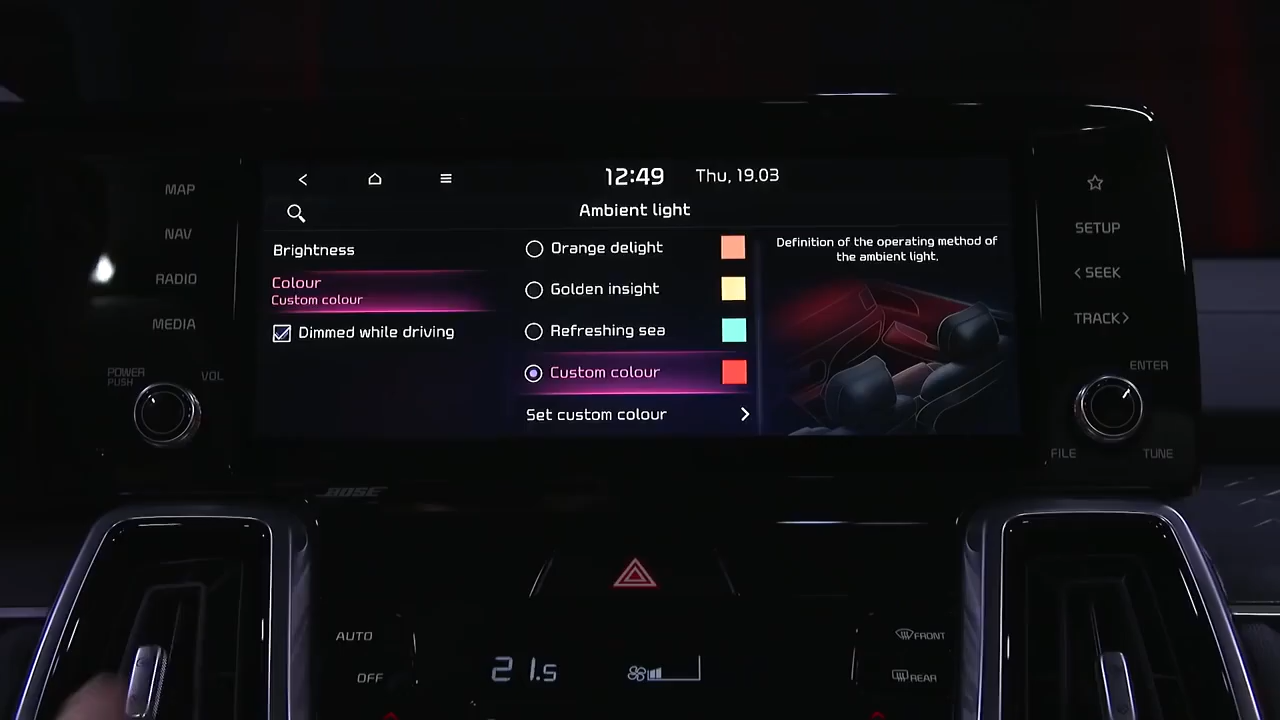 12:49 Thu, 19.03
Ambient light
Brightness
Colour
Custom colour
Dimmed while driving
Orange delight
Golden insight
Refreshing sea
Custom colour
Set custom colour
Definition of the operating method of
the ambient light.
MAP
NAV
RADIO
MEDIA
POWER
PUSH
VOL
SETUP
< SEEK
TRACK >
ENTER
FILE
TUNE
BOSE
AUTO
OFF
21.5
FRONT
REAR